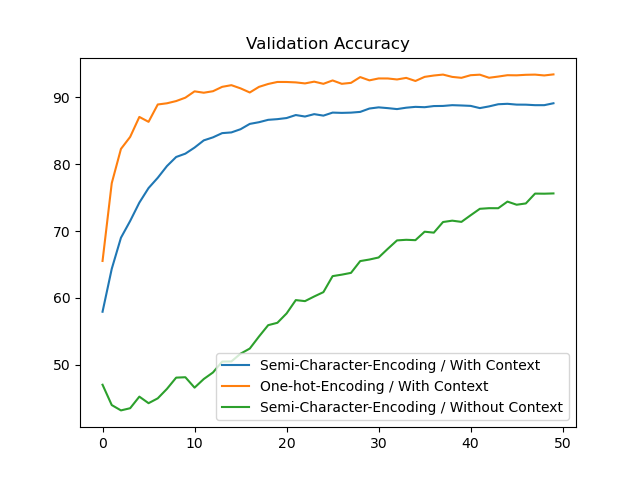 Validation Accuracy
90
80
70
60
50
Semi-Character-Encoding / With Context
One-hot-Encoding / With Context
Semi-Character-Encoding / Without Context
0 10 20 30 40 50